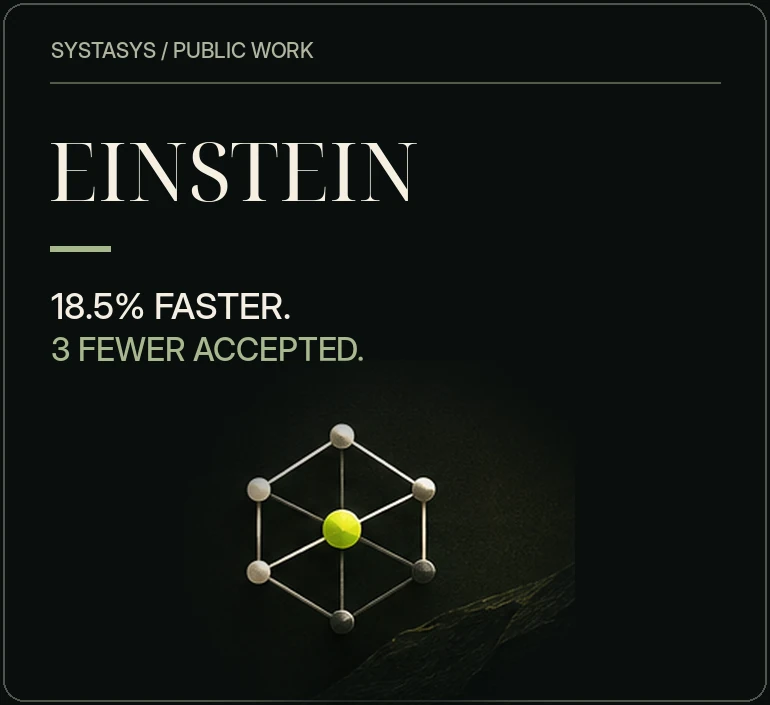 SYSTASYS / PUBLIC WORK
EINSTEIN
18.5% FASTER.
3 FEWER ACCEPTED.